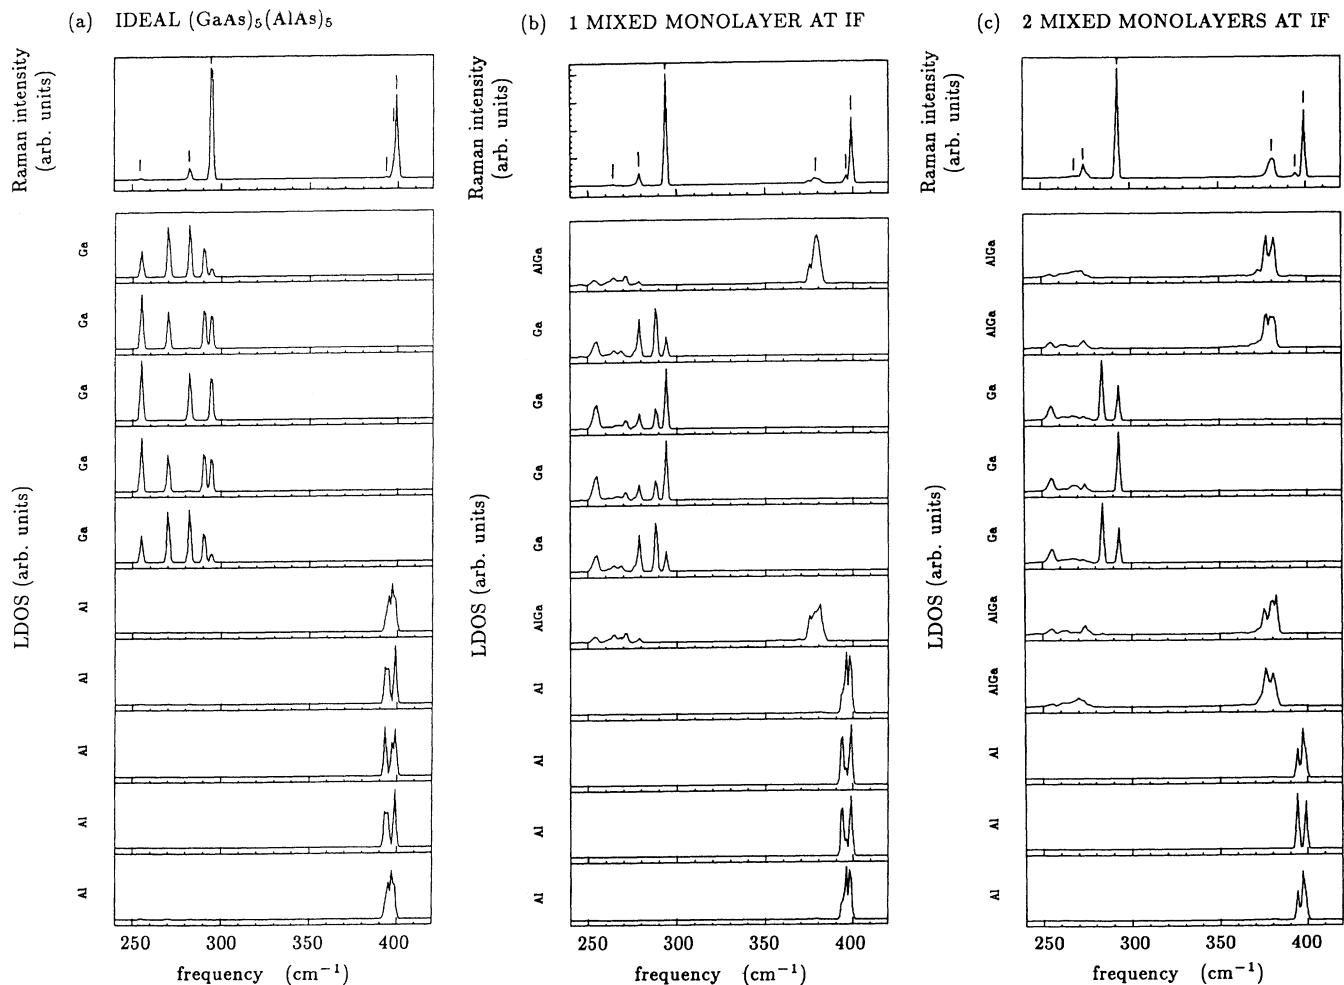 (a) IDEAL (GaAs)₅(AlAs)₅
Raman intensity
(arb. units)
LDOS (arb. units)
Ga
Ga
Ga
Ga
Ga
Al
Al
Al
Al
Al
250 300 350 400
frequency (cm⁻¹)
(b) 1 MIXED MONOLAYER AT IF
Raman intensity
(arb. units)
LDOS (arb. units)
AlGa
Ga
Ga
Ga
Ga
AlGa
Al
Al
Al
Al
250 300 350 400
frequency (cm⁻¹)
(c) 2 MIXED MONOLAYERS AT IF
Raman intensity
(arb. units)
LDOS (arb. units)
AlGa
AlGa
Ga
Ga
Ga
AlGa
AlGa
Al
Al
Al
250 300 350 400
frequency (cm⁻¹)